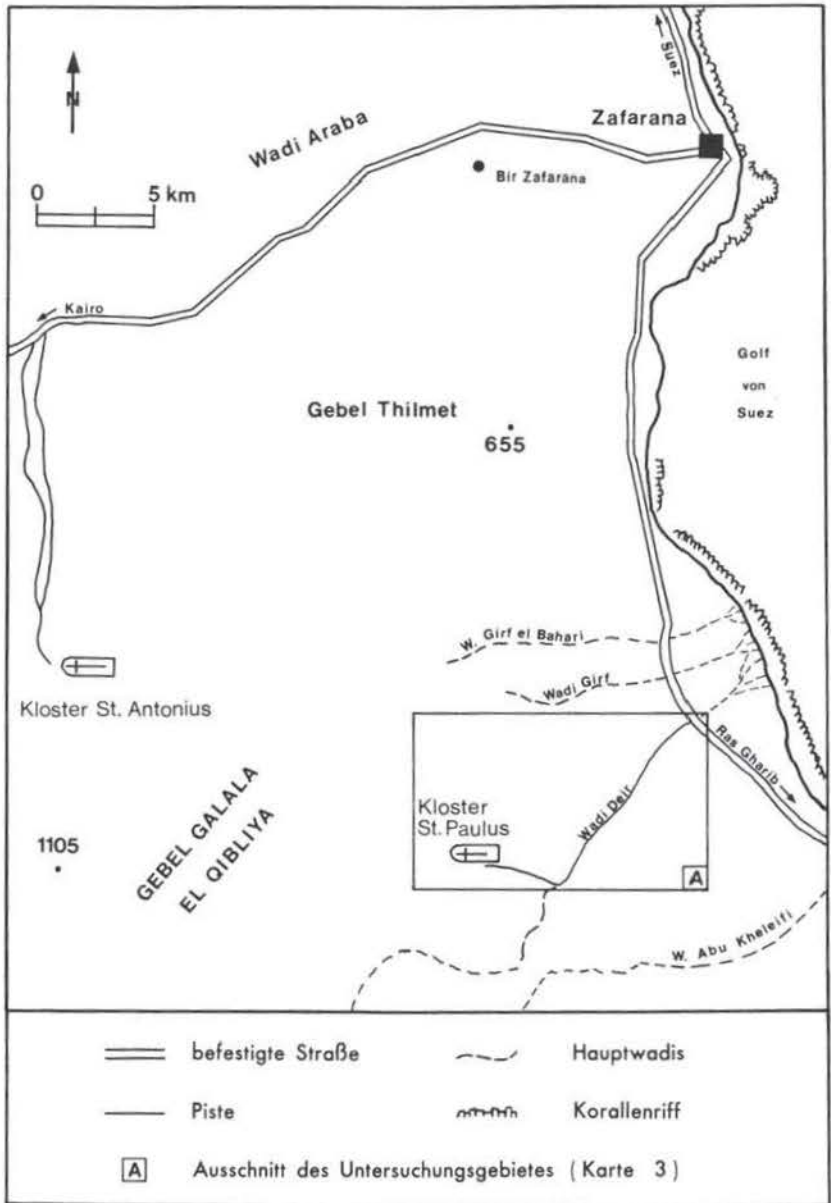 Suez
N
Zafarana
Wadi Araba
Bir Zafarana
0 5 km
Kairo
Golf
von
Suez
Gebel Thilmet
655
W. Girf el Bahari
Wadi Girf
Kloster St. Antonius
Ras Gharib
Kloster
St. Paulus
Wadi Deir
1105
GEBEL GALALA
EL QIBLIYA
A
W. Abu Kheleifi
befestigte Straße
Hauptwadis
Piste
Korallenriff
A Ausschnitt des Untersuchungsgebietes ( Karte 3 )